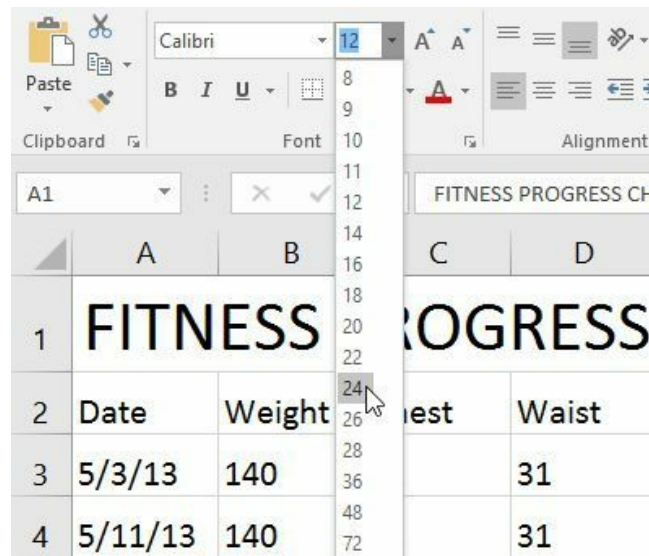 Calibri 12 A A
Paste B I U A
8
9
Clipboard Font 10 Alignment
11
A1 12 FITNESS PROGRESS CH
14
A B C D
16
18
1 FITNESS ROGRESS
20
22
24
2 Date Weight est Waist
26
28
3 5/3/13 140 31
36
48
4 5/11/13 140 31
72